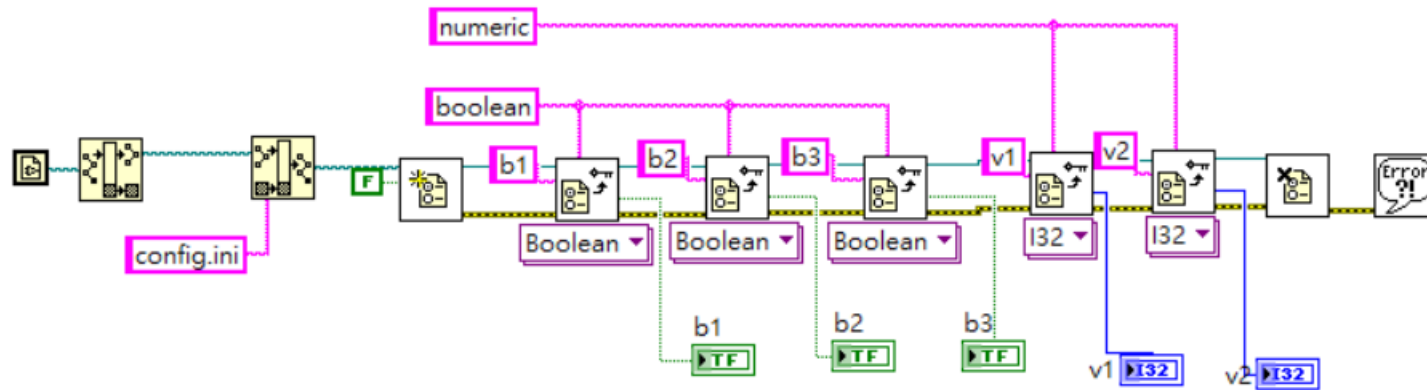 numeric
boolean
b1
b2
b3
v1
v2
F
Error
?!
config.ini
Boolean
Boolean
Boolean
I32
I32
b1
TF
b2
TF
b3
TF
v1
I32
v2
I32